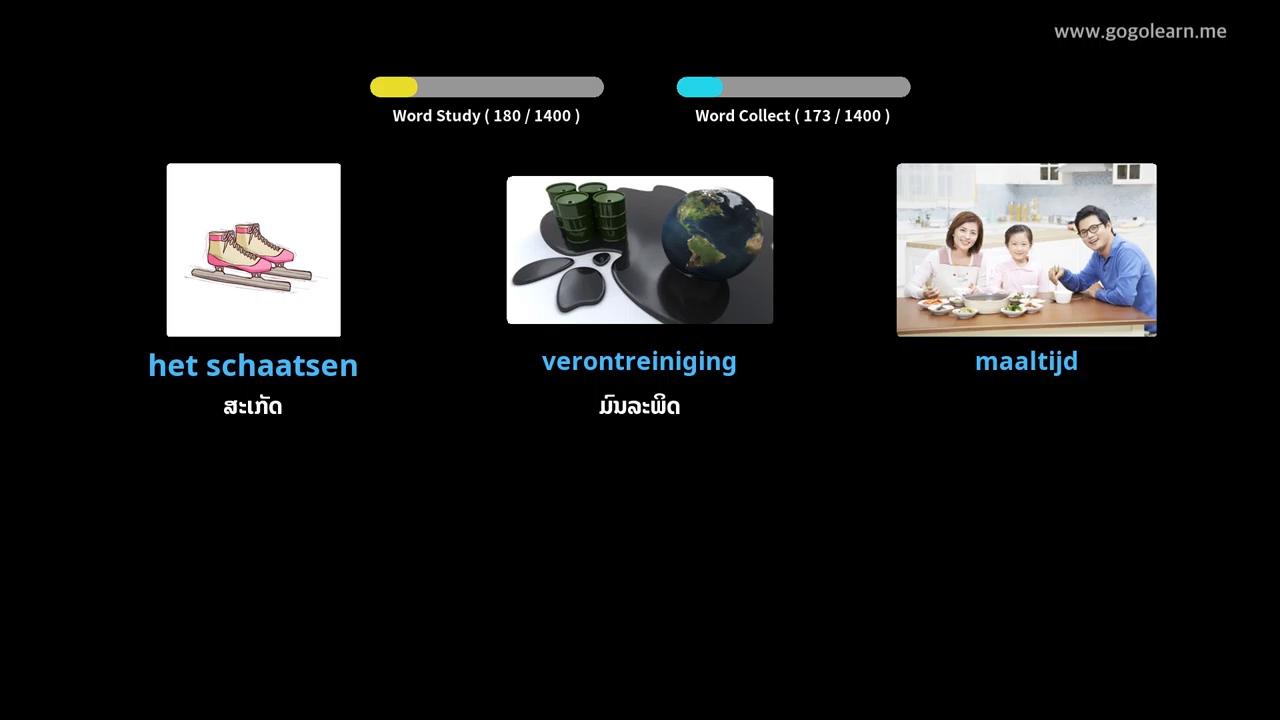 www.gogolearn.me
Word Study ( 180 / 1400 )
Word Collect ( 173 / 1400 )
het schaatsen
ສະເກັດ
verontreiniging
ມົນລະພິດ
maaltijd